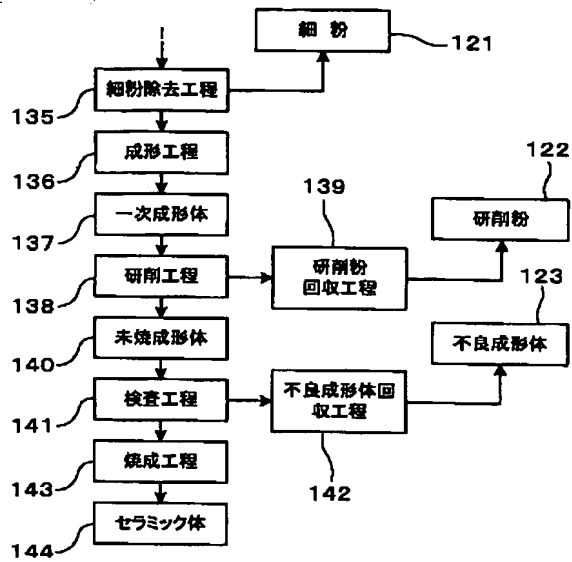 細 粉
121
細粉除去工程
135
成形工程
136
139
122
一次成形体
137
研削粉
研削工程
138
研削粉
回収工程
123
未焼成形体
140
不良成形体
検査工程
141
不良成形体回
収工程
142
焼成工程
143
セラミック体
144